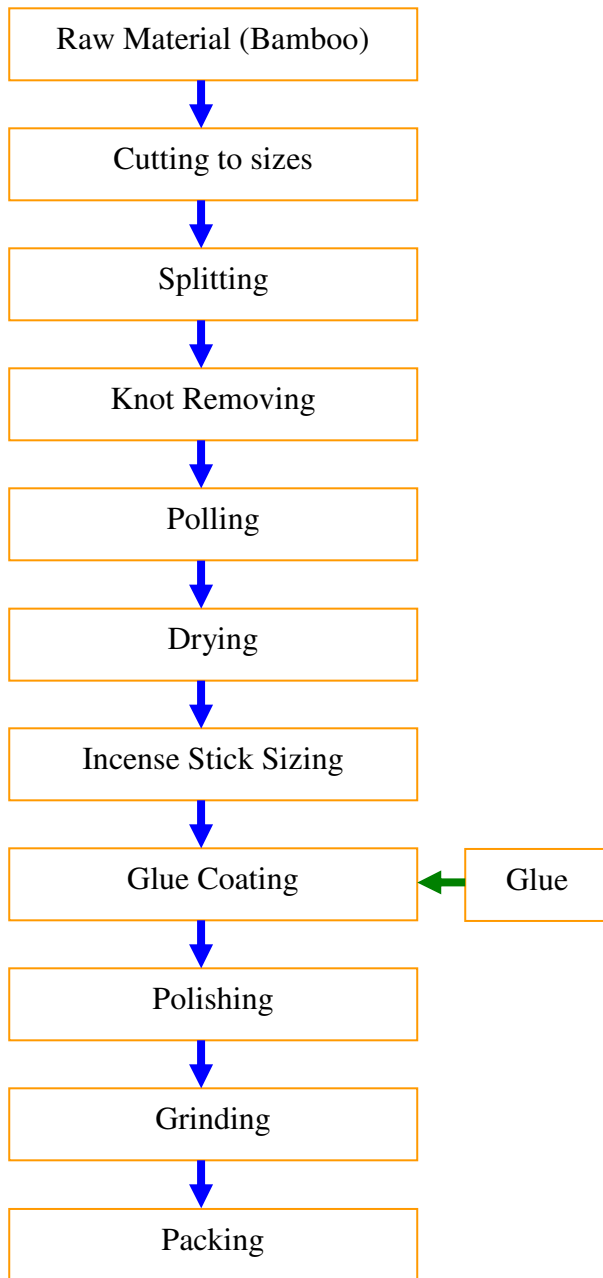 Raw Material (Bamboo)
Cutting to sizes
Splitting
Knot Removing
Polling
Drying
Incense Stick Sizing
Glue Coating
Glue
Polishing
Grinding
Packing